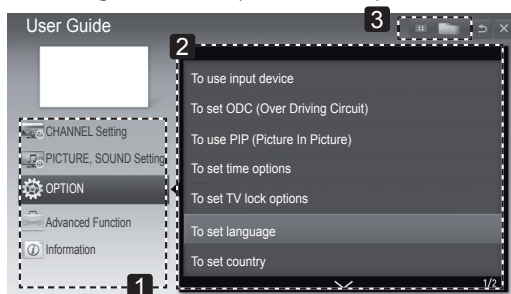 User Guide
3
2
To use input device
To set ODC (Over Driving Circuit)
To use PIP (Picture In Picture)
To set time options
To set TV lock options
To set language
To set country
1/2
CHANNEL Setting
PICTURE, SOUND Setting
OPTION
Advanced Function
Information
1